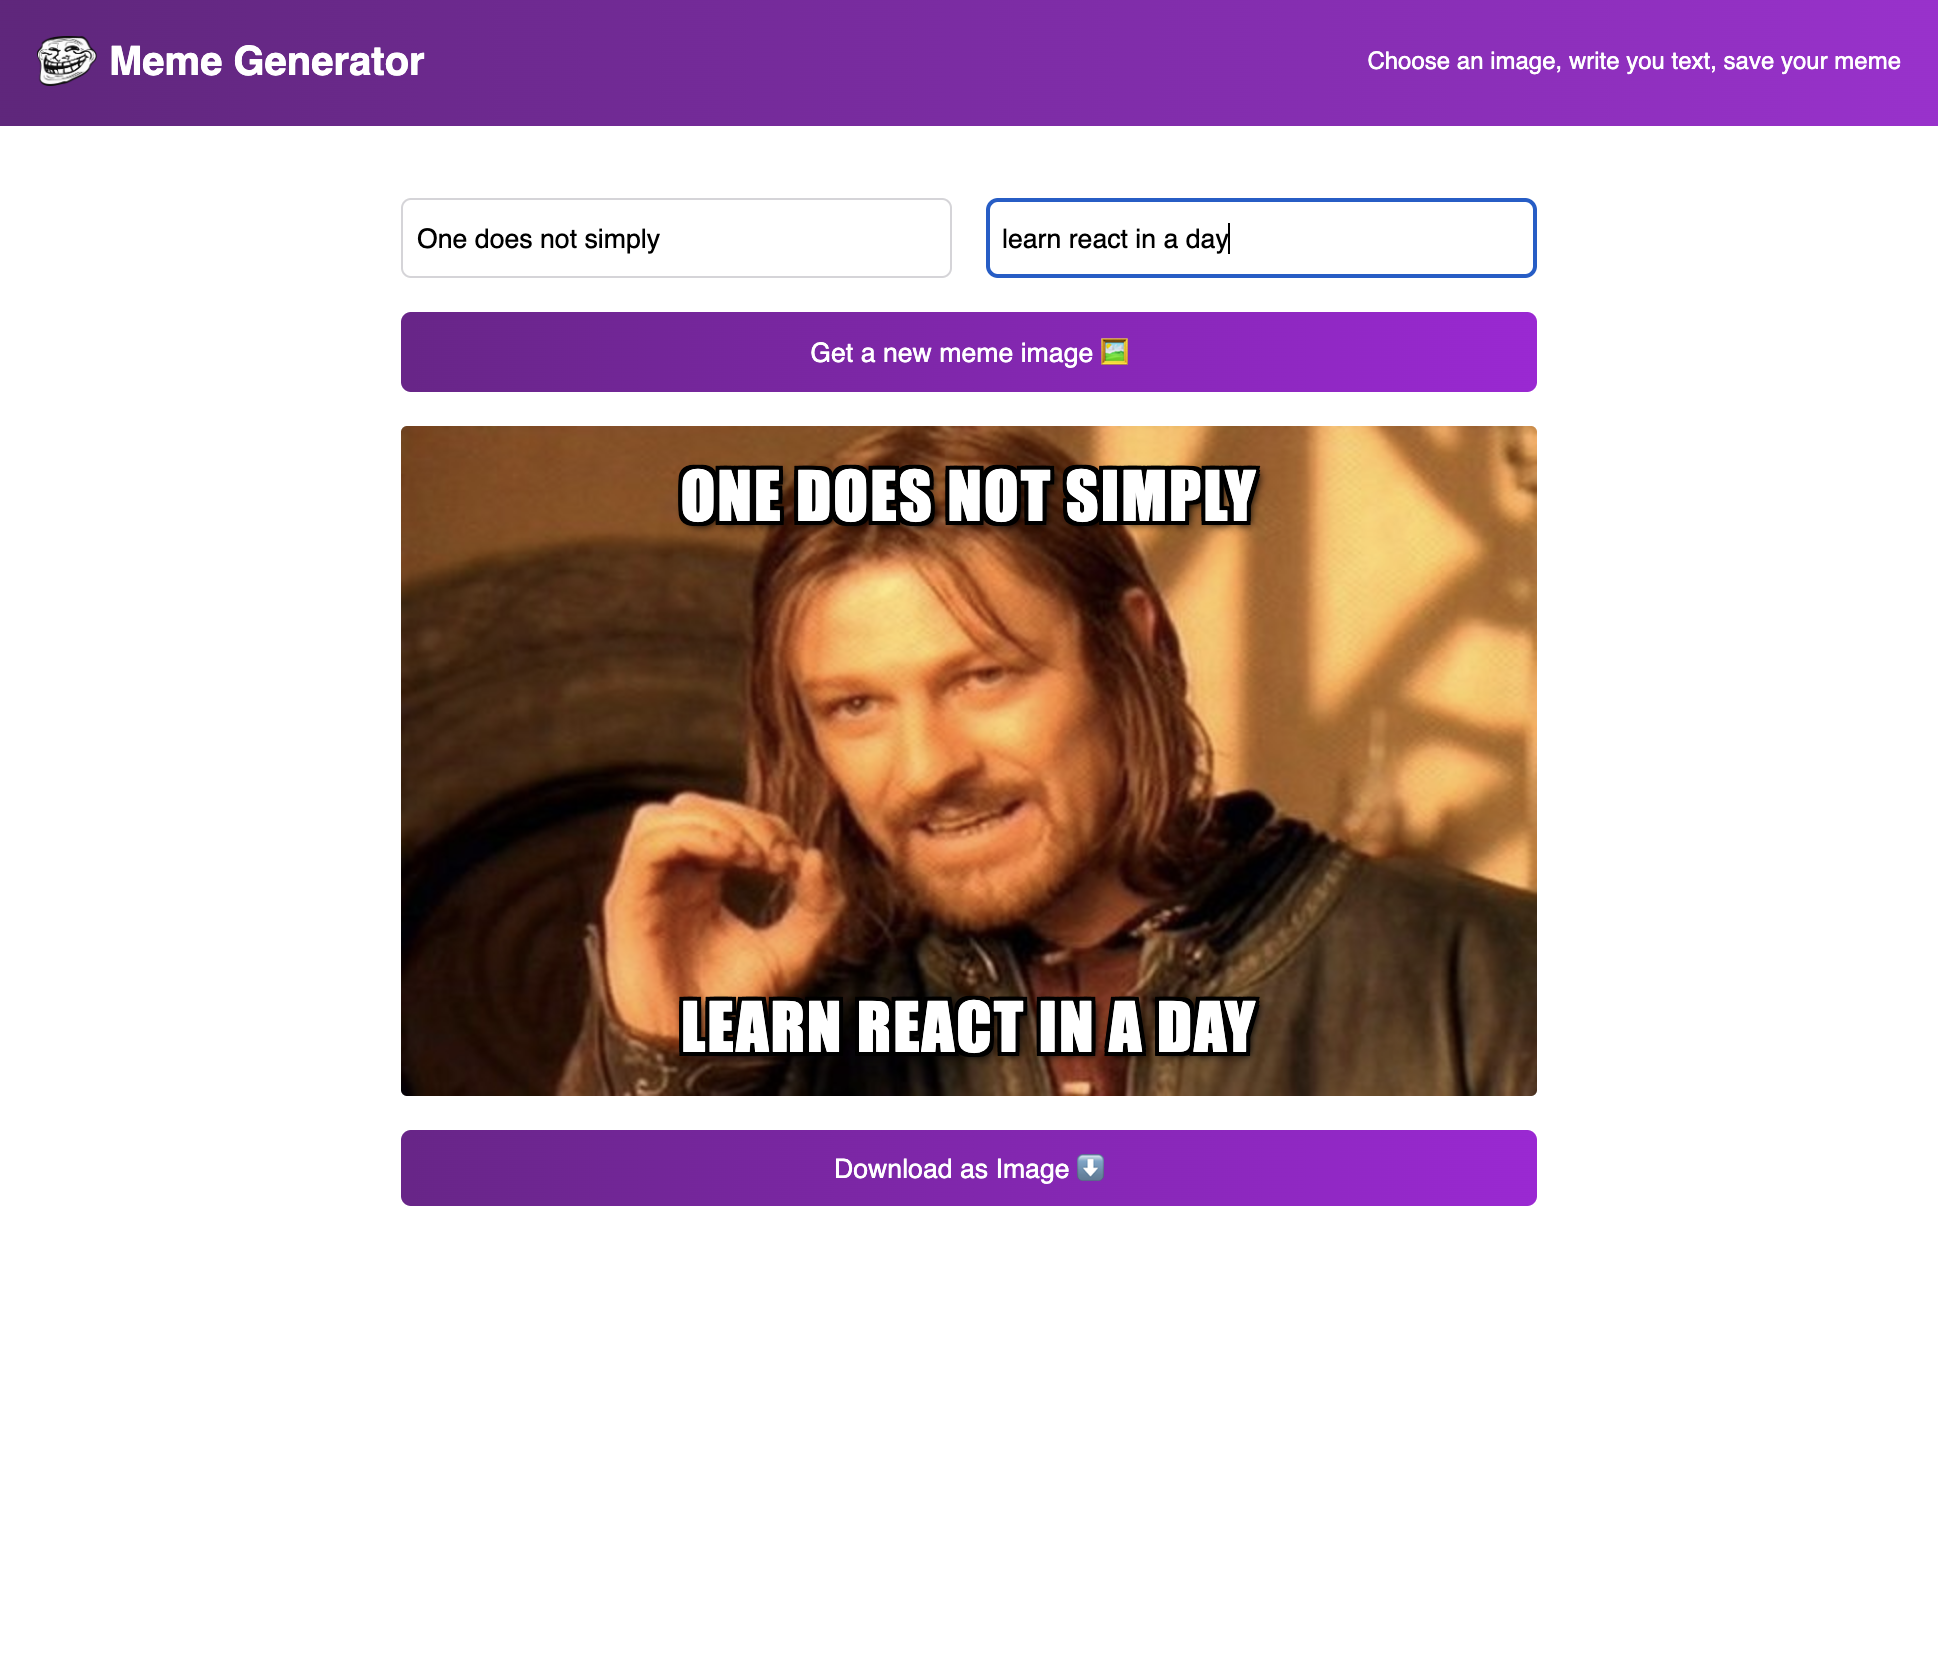 Meme Generator
Choose an image, write you text, save your meme
One does not simply
learn react in a day
Get a new meme image
ONE DOES NOT SIMPLY
LEARN REACT IN A DAY
Download as Image